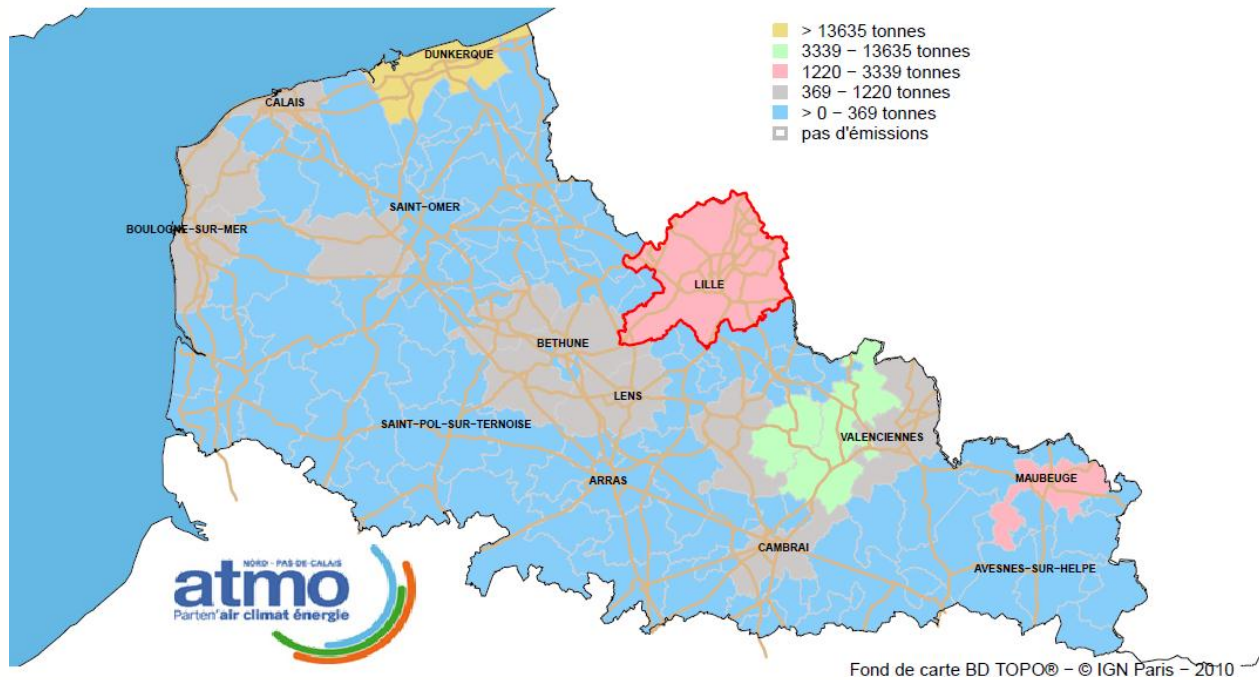 > 13635 tonnes
3339 − 13635 tonnes
1220 − 3339 tonnes
369 − 1220 tonnes
> 0 − 369 tonnes
pas d'émissions
DUNKERQUE
CALAIS
SAINT−OMER
BOULOGNE−SUR−MER
LILLE
BETHUNE
LENS
SAINT−POL−SUR−TERNOISE
VALENCIENNES
ARRAS
MAUBEUGE
CAMBRAI
AVESNES−SUR−HELPE
NORD - PAS-DE-CALAIS
atmo
Parten'air climat énergie
Fond de carte BD TOPO® − © IGN Paris − 2010